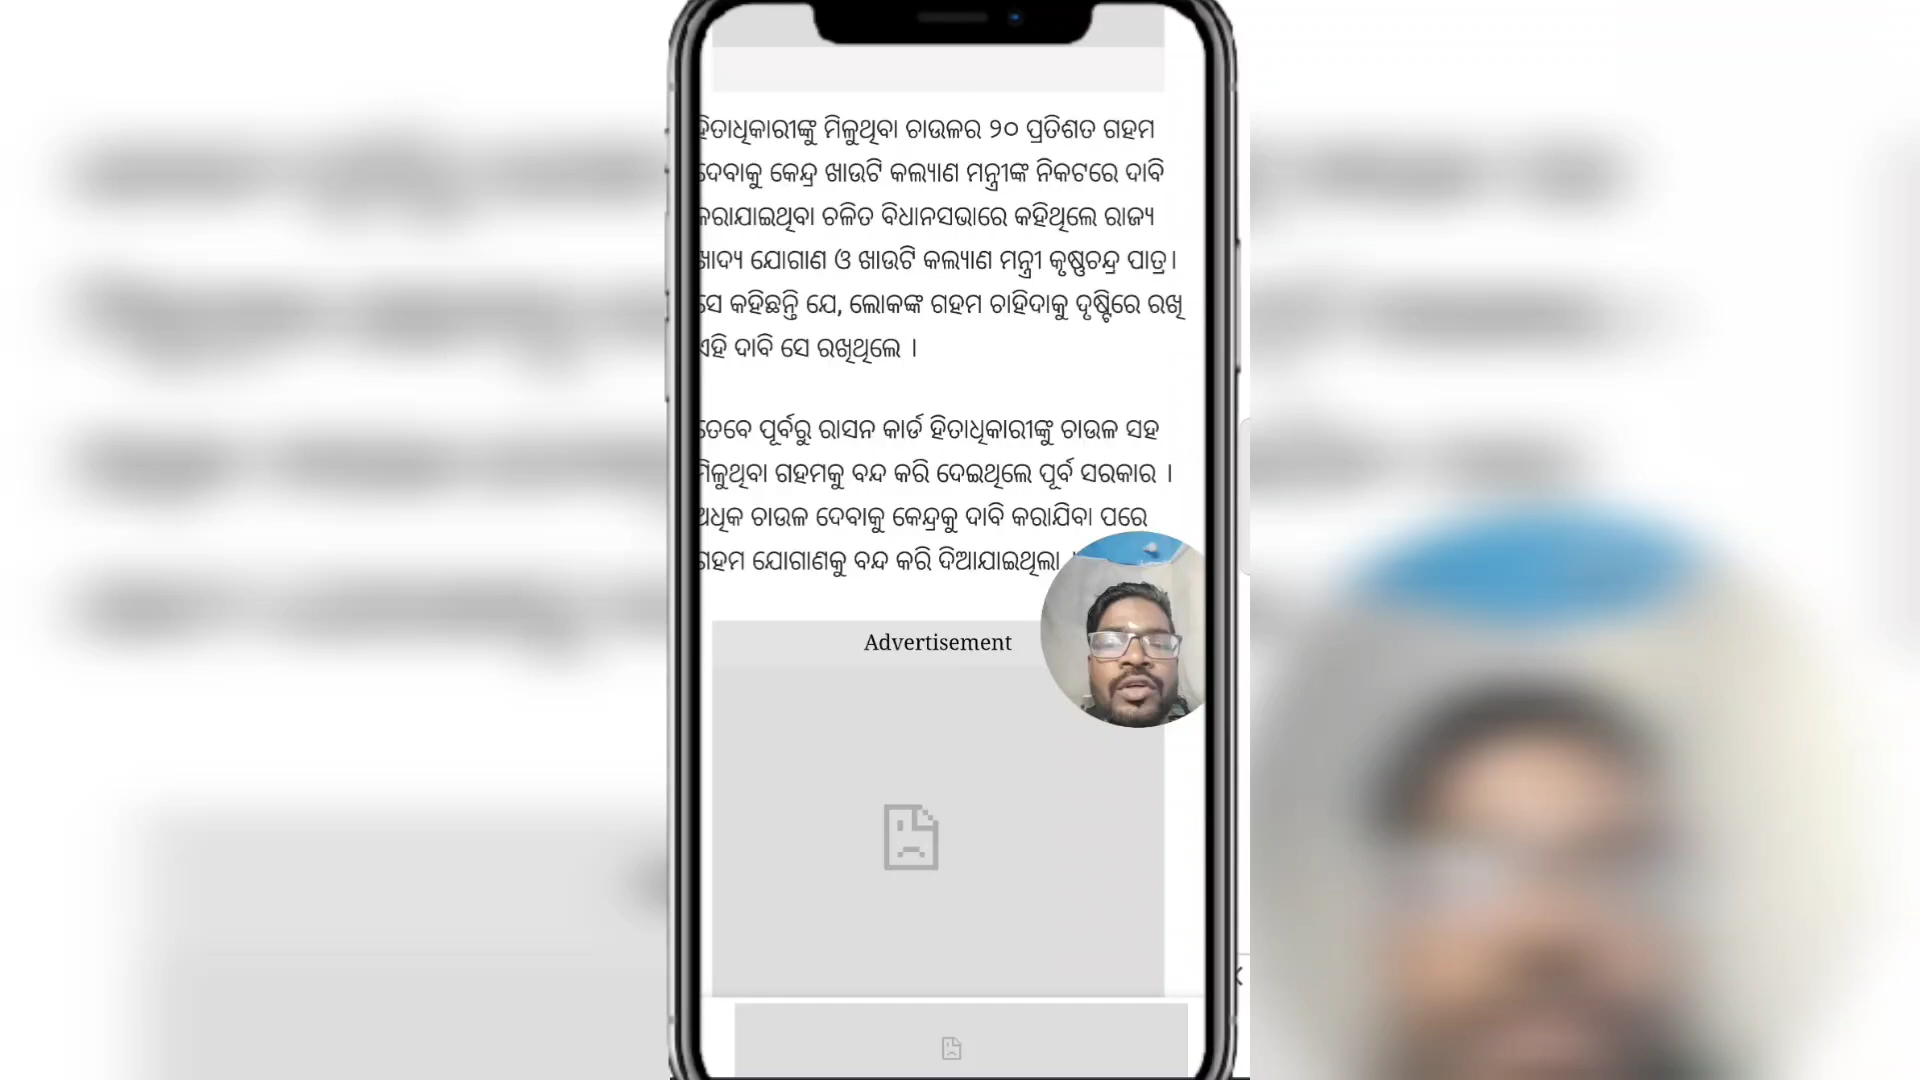 ହିତାଧିକାରୀଙ୍କୁ ମିଳୁଥିବା ଚାଉଳର ୨୦ ପ୍ରତିଶତ ଗହମ
ଦେବାକୁ କେନ୍ଦ୍ର ଖାଉଟି କଲ୍ୟାଣ ମନ୍ତ୍ରୀଙ୍କ ନିକଟରେ ଦାବି
କରାଯାଇଥିବା ଚଳିତ ବିଧାନସଭାରେ କହିଥିଲେ ରାଜ୍ୟ
ଖାଦ୍ୟ ଯୋଗାଣ ଓ ଖାଉଟି କଲ୍ୟାଣ ମନ୍ତ୍ରୀ କୃଷ୍ଣଚନ୍ଦ୍ର ପାତ୍ର।
ସେ କହିଛନ୍ତି ଯେ, ଲୋକଙ୍କ ଗହମ ଚାହିଦାକୁ ଦୃଷ୍ଟିରେ ରଖି
ଏହି ଦାବି ସେ ରଖିଥିଲେ ।
ତେବେ ପୂର୍ବରୁ ରାସନ କାର୍ଡ ହିତାଧିକାରୀଙ୍କୁ ଚାଉଳ ସହ
ମିଳୁଥିବା ଗହମକୁ ବନ୍ଦ କରି ଦେଇଥିଲେ ପୂର୍ବ ସରକାର ।
ଅଧିକ ଚାଉଳ ଦେବାକୁ କେନ୍ଦ୍ରକୁ ଦାବି କରାଯିବା ପରେ
ଗହମ ଯୋଗାଣକୁ ବନ୍ଦ କରି ଦିଆଯାଇଥିଲା ।
Advertisement